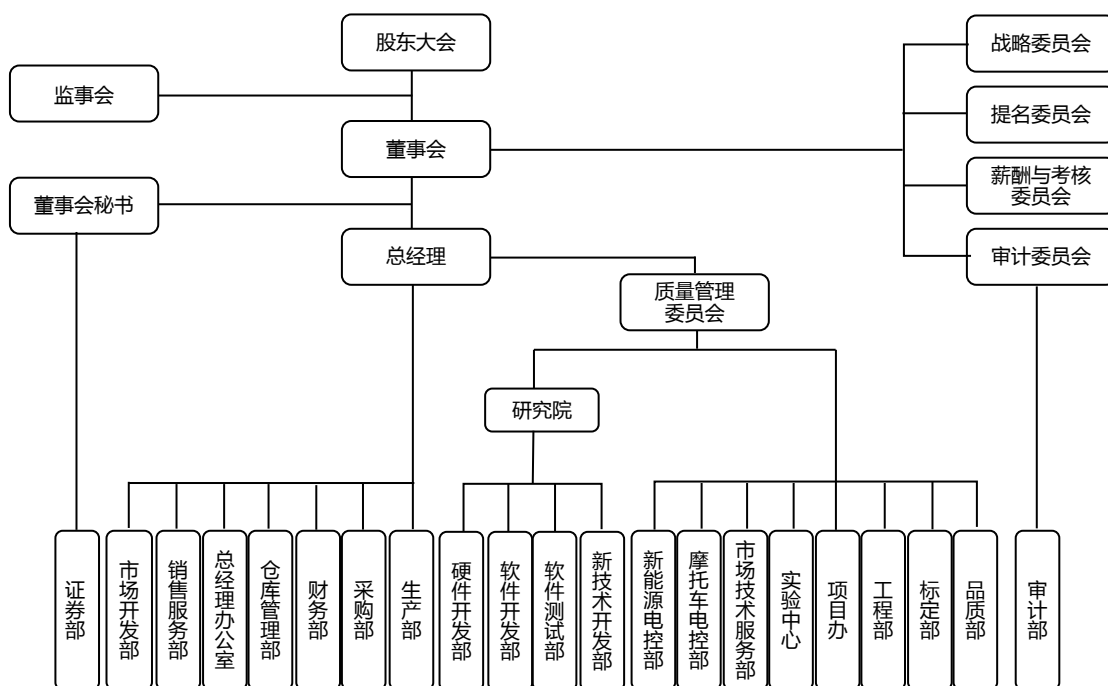 股东大会
战略委员会
监事会
提名委员会
董事会
薪酬与考核
委员会
董事会秘书
总经理
审计委员会
质量管理
委员会
研究院
证券部
市场开发部
销售服务部
总经理办公室
仓库管理部
财务部
采购部
生产部
硬件开发部
软件开发部
软件测试部
新技术开发部
新能源电控部
摩托车电控部
市场技术服务部
实验中心
项目办
工程部
标定部
品质部
审计部